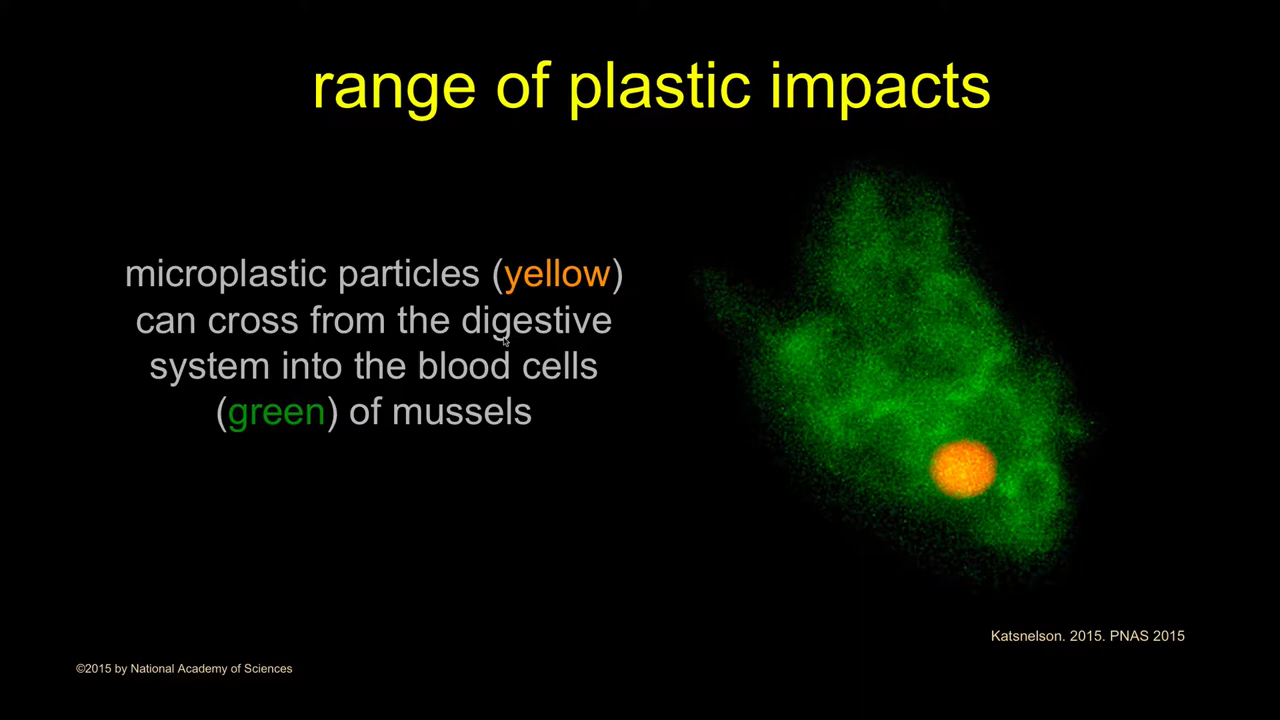 range of plastic impacts
microplastic particles (yellow)
can cross from the digestive
system into the blood cells
(green) of mussels
Katsnelson. 2015. PNAS 2015
©2015 by National Academy of Sciences